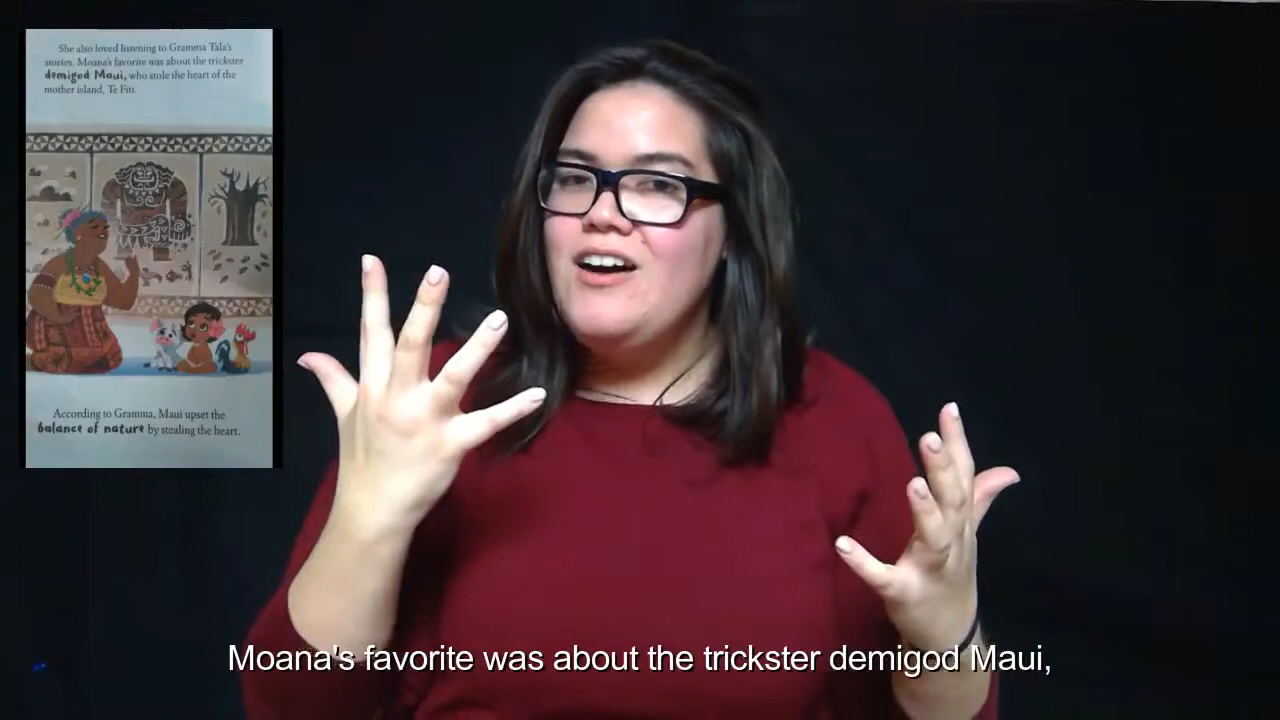 She also loved listening to Gramma Tala's
stories. Moana's favorite was about the trickster
demigod Maui, who stole the heart of the
mother island, Te Fiti.
According to Gramma, Maui upset the
balance of nature by stealing the heart.
Moana's favorite was about the trickster demigod Maui,